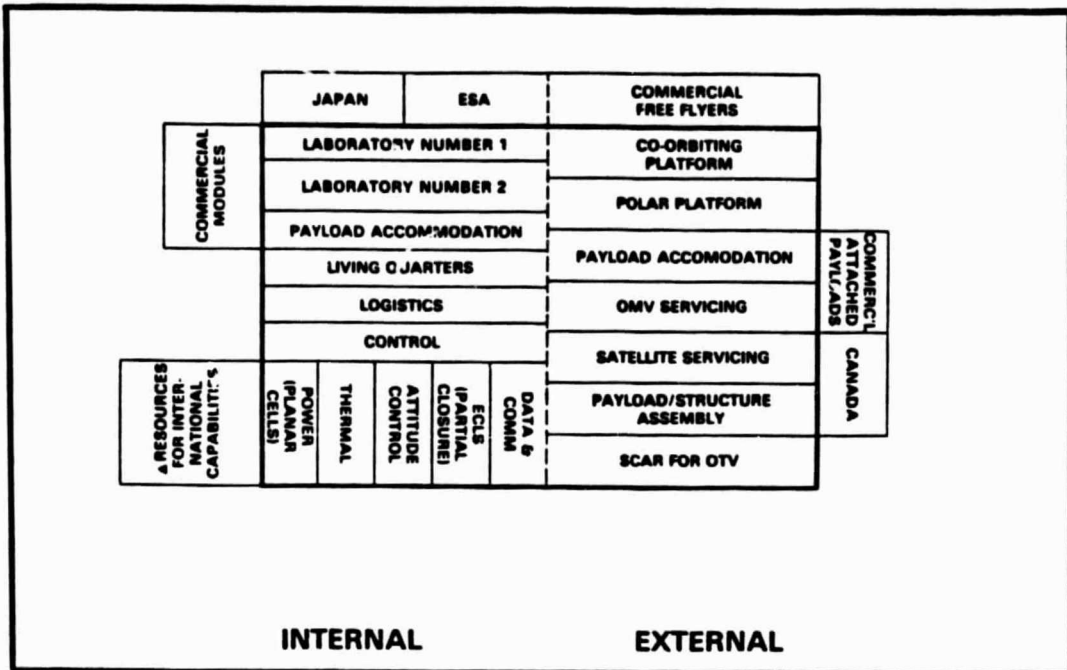 JAPAN
ESA
COMMERCIAL
FREE FLYERS
COMMERCIAL
MODULES
LABORATORY NUMBER 1
CO-ORBITING
PLATFORM
LABORATORY NUMBER 2
POLAR PLATFORM
PAYLOAD ACCOMMODATION
PAYLOAD ACCOMODATION
COMMERC'L
ATTACHED
PAYLOADS
LIVING QUARTERS
OMV SERVICING
LOGISTICS
CONTROL
SATELLITE SERVICING
CANADA
Δ RESOURCES
FOR INTER-
NATIONAL
CAPABILITIES
POWER
(PLANAR
CELLS)
THERMAL
ATTITUDE
CONTROL
ECLS
(PARTIAL
CLOSURE)
DATA &
COMM
PAYLOAD/STRUCTURE
ASSEMBLY
SCAR FOR OTV
INTERNAL
EXTERNAL